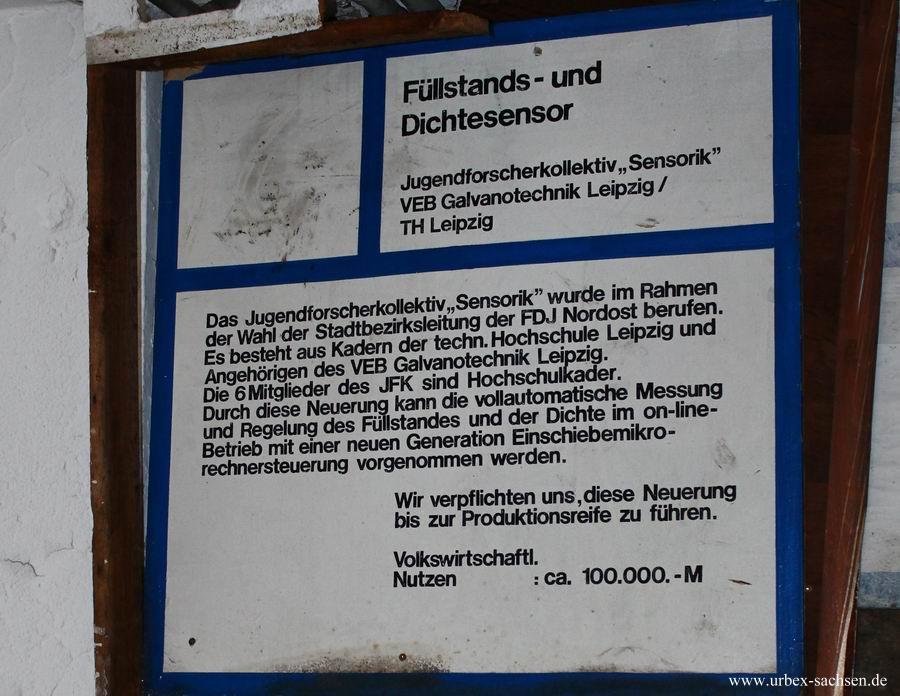 Füllstands- und
Dichtesensor
Jugendforscherkollektiv „Sensorik”
VEB Galvanotechnik Leipzig /
TH Leipzig
Das Jugendforscherkollektiv „Sensorik” wurde im Rahmen
der Wahl der Stadtbezirksleitung der FDJ Nordost berufen.
Es besteht aus Kadern der techn. Hochschule Leipzig und
Angehörigen des VEB Galvanotechnik Leipzig.
Die 6 Mitglieder des JFK sind Hochschulkader.
Durch diese Neuerung kann die vollautomatische Messung
und Regelung des Füllstandes und der Dichte im on-line-
Betrieb mit einer neuen Generation Einschiebemikro-
rechnersteuerung vorgenommen werden.
Wir verpflichten uns, diese Neuerung
bis zur Produktionsreife zu führen.
Volkswirtschaftl.
Nutzen : ca. 100.000.-M
www.urbex-sachsen.de